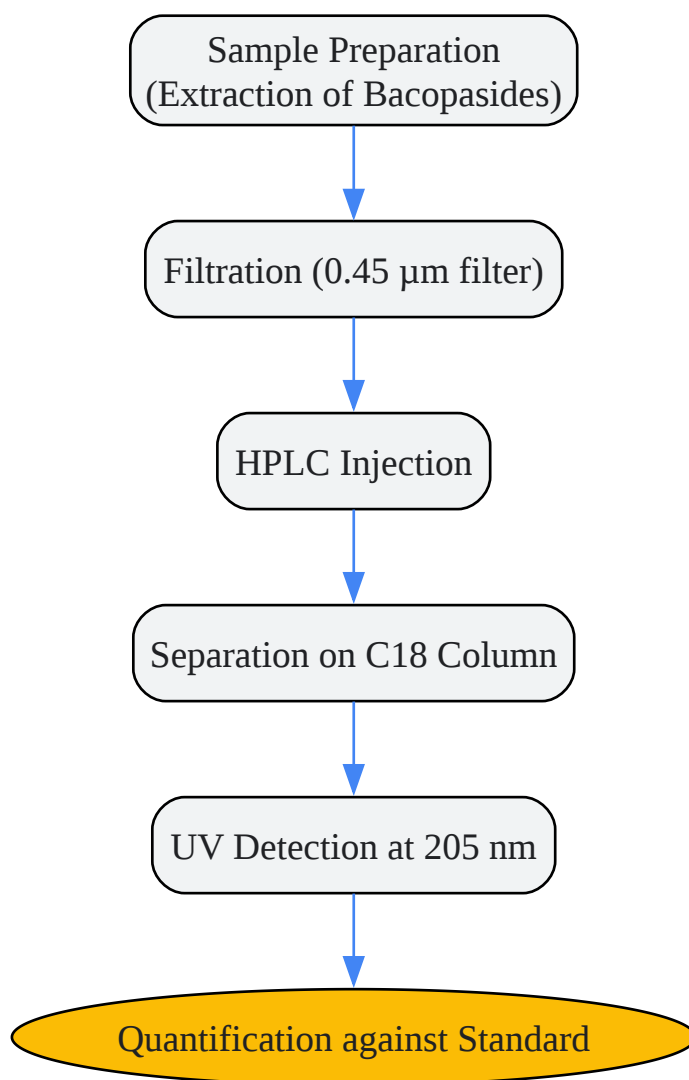 Sample Preparation
(Extraction of Bacopasides)
Filtration (0.45 µm filter)
HPLC Injection
Separation on C18 Column
UV Detection at 205 nm
Quantification against Standard